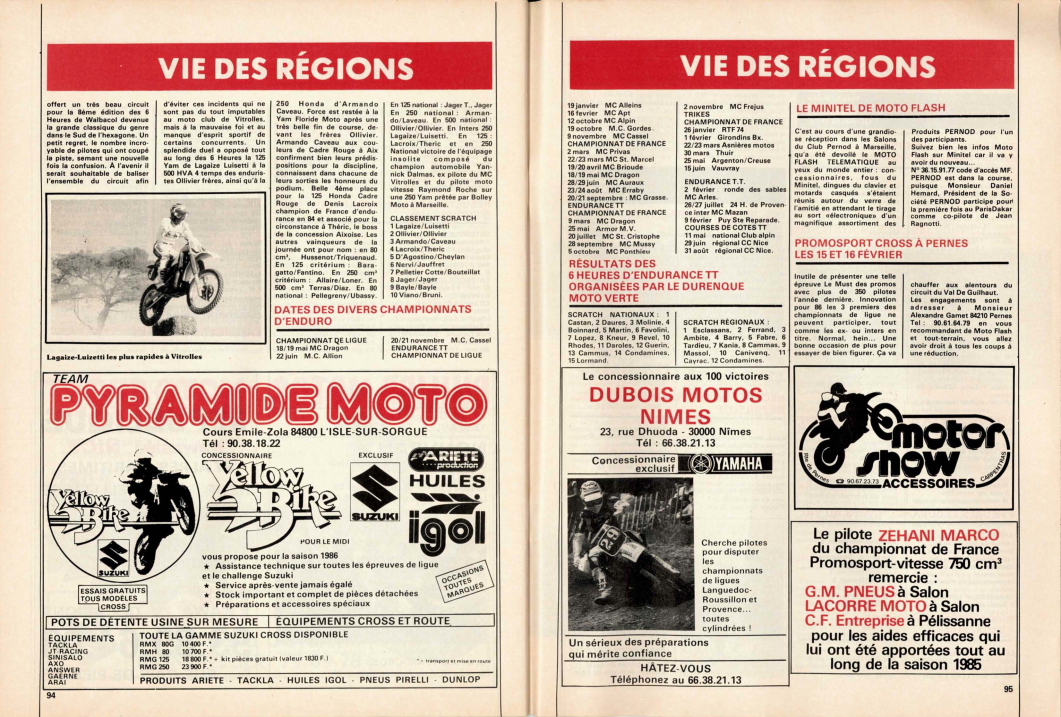 VIE DES RÉGIONS
offert un très beau circuit
pour la 8ème édition des 6
Heures de Walbacol devenue
la grande classique du genre
dans le Sud de l'hexagone. Un
petit regret, le nombre incro-
yable de pilotes qui ont coupé
la piste, semant une nouvelle
fois la confusion. A l'avenir il
serait souhaitable de baliser
l'ensemble du circuit afin
d'éviter ces incidents qui ne
sont pas du tout imputables
au moto club de Vitrolles.
mais à la mauvaise foi et au
manque d'esprit sportif de
certains concurrents. Un
splendide duel a opposé tout
au long des 6 Heures la 125
Yam de Lagaize Luisetti à la
500 HVA 4 temps des enduris-
tes Ollivier frères, ainsi qu'à la
Lagaize-Luizetti les plus rapides à Vitrolles
250 Honda d'Armando
Caveau. Force est restée à la
Yam Floride Moto après une
très belle fin de course, de-
vant les frères Ollivier.
Armando Caveau aux cou-
leurs de Cadre Rouge à Aix
confirment bien leurs prédis-
positions pour la discipline,
connaissant dans chacune de
leurs sorties les honneurs du
podium. Belle 4ème place
pour la 125 Honda Cadre
Rouge de Denis Lacroix
champion de France d'endu-
rance en 84 et associé pour la
circonstance à Théric, le boss
de la concession Aixoise. Les
autres vainqueurs de la
journée ont pour nom : en 80
cm³, Hussenot/Triquenaud.
En 125 critérium : Bara-
gatto/Fantino. En 250 cm³
critérium : Allaire/Loner. En
500 cm³ Terras/Diaz. En 80
national : Pellegreny/Ubassy.
En 125 national : Jager T., Jager
En 250 national : Arman-
do/Laveau. En 500 national :
Ollivier/Ollivier. En Inters 250
Lagaize/Luisetti. En 125 :
Lacroix/Theric et en 250
National victoire de l'équipage
insolite composé du
champion automobile Yan-
nick Dalmas, ex pilote du MC
Vitrolles et du pilote moto
vitesse Raymond Roche sur
une 250 Yam prêtée par Bolley
Moto à Marseille.
CLASSEMENT SCRATCH
1 Lagaize/Luisetti
2 Ollivier/Ollivier
3 Armando/Caveau
4 Lacroix/Theric
5 D'Agostino/Cheylan
6 Nervi/Jauffret
7 Pelletier Cotte/Bouteillat
8 Jager/Jager
9 Bayle/Bayle
10 Viano/Bruni.
DATES DES DIVERS CHAMPIONNATS
D'ENDURO
CHAMPIONNAT DE LIGUE
18/19 mai MC Dragon
22 juin M.C. Allion
20/21 novembre M.C. Cassel
ENDURANCE TT
CHAMPIONNAT DE LIGUE
TEAM
PYRAMIDE MOTO
Cours Emile-Zola 84800 L'ISLE-SUR-SORGUE
Tél : 90.38.18.22
Yellow
Bike
SUZUKI
ESSAIS GRATUITS
TOUS MODELES
CROSS
CONCESSIONNAIRE
Yellow
Bike
POUR LE MIDI
EXCLUSIF
SUZUKI
ARIETE
production
HUILES
igol
vous propose pour la saison 1986
★ Assistance technique sur toutes les épreuves de ligue
et le challenge Suzuki
★ Service après-vente jamais égalé
★ Stock important et complet de pièces détachées
★ Préparations et accessoires spéciaux
OCCASIONS
TOUTES
MARQUES
POTS DE DÉTENTE USINE SUR MESURE
ÉQUIPEMENTS CROSS ET ROUTE
ÉQUIPEMENTS
TACKLA
JT RACING
SINISALO
AXO
ANSWER
GAERNE
ARAI
TOUTE LA GAMME SUZUKI CROSS DISPONIBLE
RMX 80G 10 400 F.*
RMH 80 10 700 F.*
RMG 125 18 800 F.* + kit pièces gratuit (valeur 1830 F.)
RMG 250 23 900 F.*
* + transport et mise en route
PRODUITS ARIETE - TACKLA - HUILES IGOL - PNEUS PIRELLI - DUNLOP
94
VIE DES RÉGIONS
19 janvier MC Alleins
16 fevrier MC Apt
12 octobre MC Alpin
19 octobre M.C. Gordes
9 novembre MC Cassel
CHAMPIONNAT DE FRANCE
2 mars MC Privas
22/23 mars MC St. Marcel
19/20 avril MC Brioude
18/19 mai MC Dragon
28/29 juin MC Auraux
23/24 août MC Erraby
20/21 septembre : MC Grasse.
ENDURANCE TT
CHAMPIONNAT DE FRANCE
9 mars MC Dragon
25 mai Armor M.V.
20 juillet MC St. Cristophe
28 septembre MC Mussy
5 octobre MC Ponthieu
2 novembre MC Frejus
TRIKES
CHAMPIONNAT DE FRANCE
26 janvier RTF 74
1 février Girondins Bx.
22/23 mars Asnières motos
30 mars Thuir
25 mai Argenton/Creuse
15 juin Vauvray
ENDURANCE T.T.
2 février ronde des sables
MC Arles.
26/27 juillet 24 H. de Proven-
ce inter MC Mazan
9 février Puy Ste Reparade.
COURSES DE COTES TT
11 mai national Club alpin
29 juin régional CC Nice
31 août régional CC Nice.
RÉSULTATS DES
6 HEURES D'ENDURANCE TT
ORGANISÉES PAR LE DURENQUE
MOTO VERTE
SCRATCH NATIONAUX : 1
Castan, 2 Daures, 3 Molinie, 4
Boinnard, 5 Martin, 6 Favolini,
7 Lopez, 8 Kneur, 9 Revel, 10
Rhodes, 11 Daroles, 12 Guerin,
13 Cammus, 14 Condamines,
15 Lormand.
SCRATCH RÉGIONAUX :
1 Esclassans, 2 Ferrand, 3
Ambite, 4 Barry, 5 Fabre, 6
Tardieu, 7 Kania, 8 Cammas, 9
Massol, 10 Canivenq, 11
Cayrac, 12 Condamines.
LE MINITEL DE MOTO FLASH
C'est au cours d'une grandio-
se réception dans les Salons
du Club Pernod à Marseille,
qu'a été dévoilé le MOTO
FLASH TELEMATIQUE au
yeux du monde entier : con-
cessionnaires, fous du
Minitel, dingues du clavier et
motards casqués s'étaient
réunis autour du verre de
l'amitié en attendant le tirage
au sort «électronique» d'un
magnifique assortiment des
Produits PERNOD pour l'un
des participants.
Suivez bien les infos Moto
Flash sur Minitel car il va y
avoir du nouveau...
N° 36.15.91.77 code d'accès MF.
PERNOD est dans la course,
puisque Monsieur Daniel
Hemard, Président de la So-
ciété PERNOD participe pour
la première fois au ParisDakar
comme co-pilote de Jean
Ragnotti.
PROMOSPORT CROSS À PERNES
LES 15 ET 16 FÉVRIER
Inutile de présenter une telle
épreuve Le Must des promos
avec plus de 350 pilotes
l'année dernière. Innovation
pour 86 les 3 premiers des
championnats de ligne ne
peuvent participer, tout
comme les ex- ou inters en
titre. Normal, hein... Une
bonne occasion de plus pour
essayer de bien figurer. Ça va
chauffer aux alentours du
circuit du Val De Guilhaut.
Les engagements sont à
adresser à Monsieur
Alexandre Gamet 84210 Pernes
Tel : 90.61.64.79 en vous
recommandant de Moto Flash
et tout-terrain, vous allez
avoir droit à tous les coups à
une réduction.
Le concessionnaire aux 100 victoires
DUBOIS MOTOS
NIMES
23, rue Dhuoda - 30000 Nîmes
Tél : 66.38.21.13
Concessionnaire
exclusif
YAMAHA
29
Cherche pilotes
pour disputer
les
championnats
de ligues
Languedoc-
Roussillon et
Provence...
toutes
cylindrées !
Un sérieux des préparations
qui mérite confiance
HÂTEZ-VOUS
Téléphonez au 66.38.21.13
motor
show
Rte de Pernes
☎ 90.67.23.73
ACCESSOIRES
CARPENTRAS
Le pilote ZEHANI MARCO
du championnat de France
Promosport-vitesse 750 cm³
remercie :
G.M. PNEUS à Salon
LACORRE MOTO à Salon
C.F. Entreprise à Pélissanne
pour les aides efficaces qui
lui ont été apportées tout au
long de la saison 1985
95